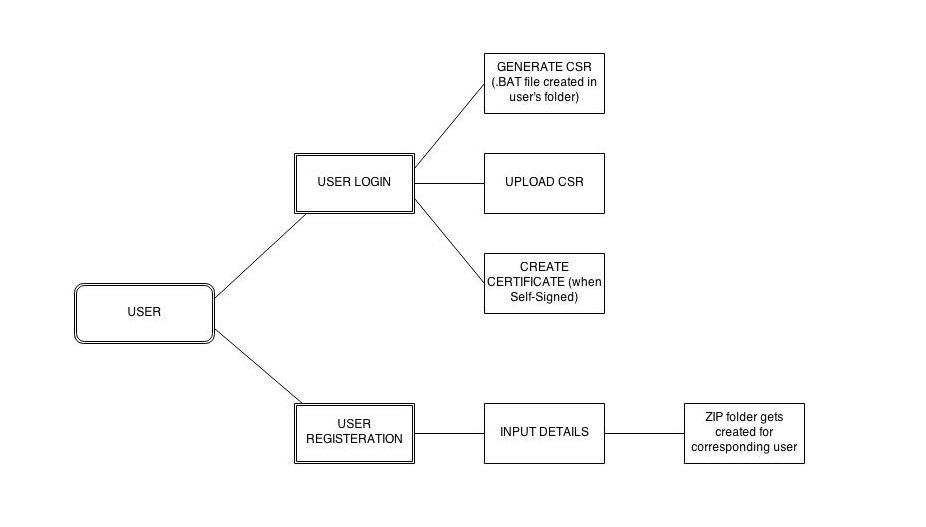 GENERATE CSR
(.BAT file created in
user's folder)
USER LOGIN
UPLOAD CSR
CREATE
CERTIFICATE (when
Self-Signed)
USER
USER
REGISTERATION
INPUT DETAILS
ZIP folder gets
created for
corresponding user